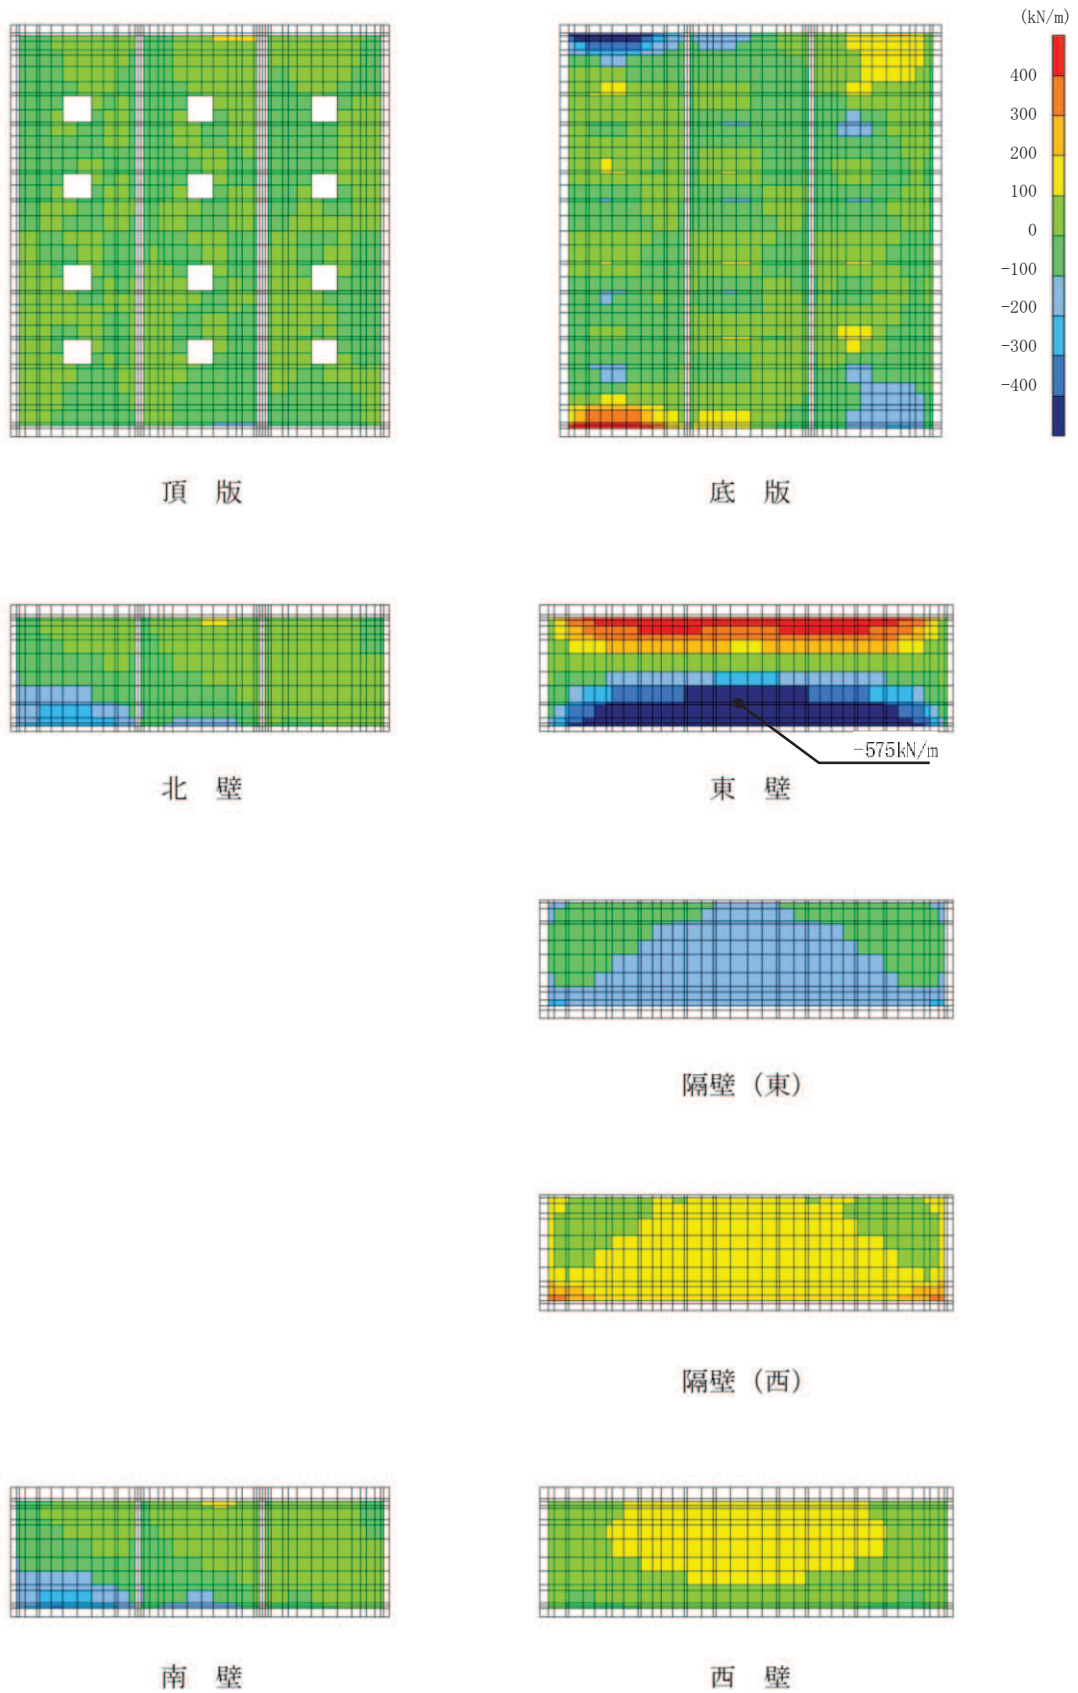 (kN/m)
400
300
200
100
0
-100
-200
-300
-400
頂 版
底 版
-575kN/m
北 壁
東 壁
隔壁（東）
隔壁（西）
南 壁
西 壁